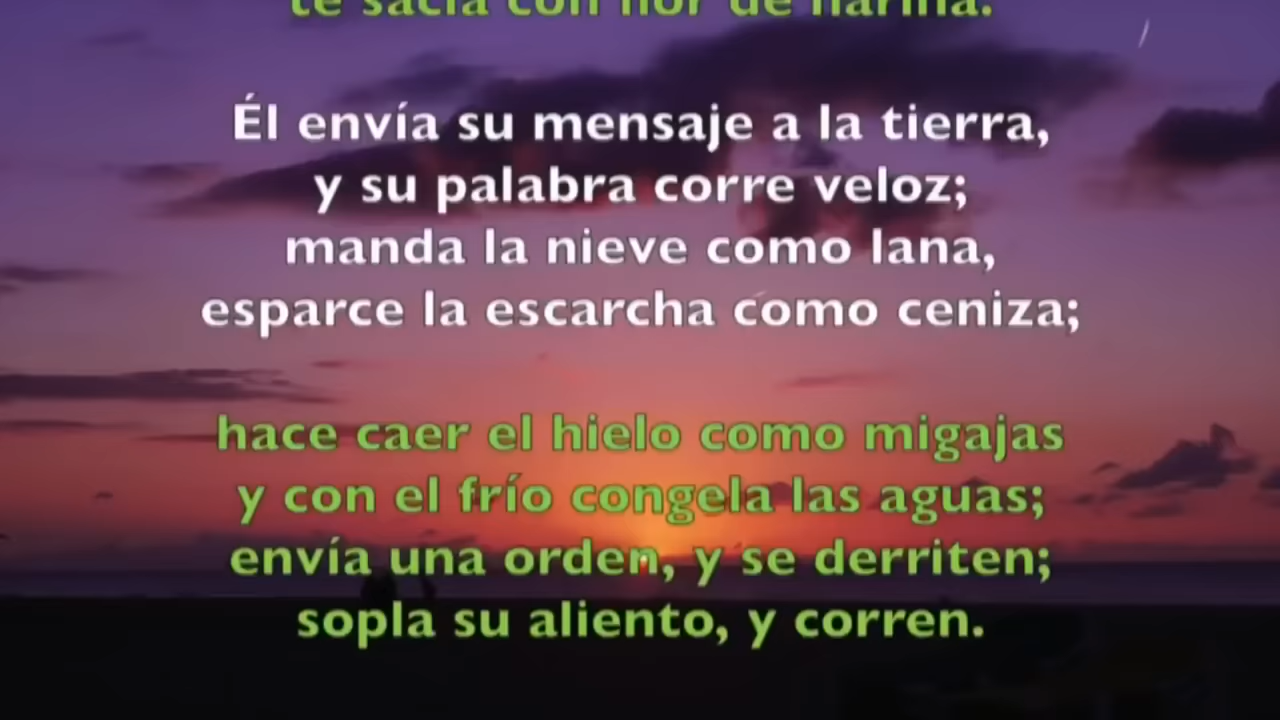 te sacia con flor de harina.
Él envía su mensaje a la tierra,
y su palabra corre veloz;
manda la nieve como lana,
esparce la escarcha como ceniza;
hace caer el hielo como migajas
y con el frío congela las aguas;
envía una orden, y se derriten;
sopla su aliento, y corren.